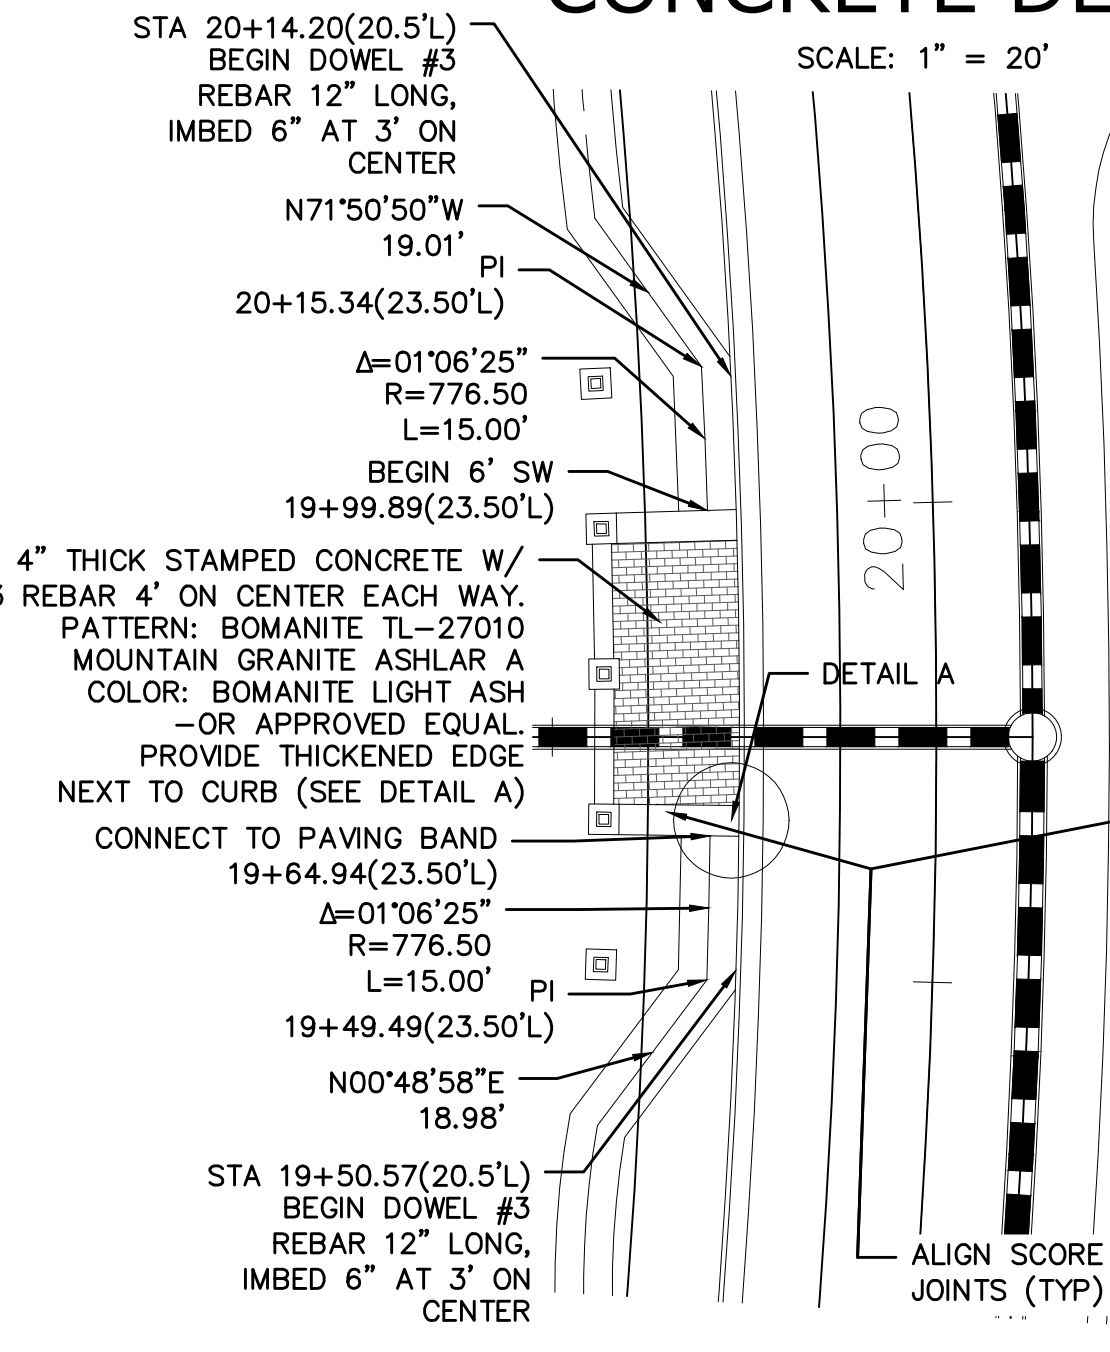 SCALE: 1" = 20'
STA 20+14.20(20.5'L)
BEGIN DOWEL #3
REBAR 12" LONG,
IMBED 6" AT 3' ON
CENTER
N71°50'50"W
19.01'
PI
20+15.34(23.50'L)
Δ=01°06'25"
R=776.50
L=15.00'
BEGIN 6' SW
19+99.89(23.50'L)
4" THICK STAMPED CONCRETE W/
REBAR 4' ON CENTER EACH WAY.
PATTERN: BOMANITE TL-27010
MOUNTAIN GRANITE ASHLAR A
COLOR: BOMANITE LIGHT ASH
-OR APPROVED EQUAL.
PROVIDE THICKENED EDGE
NEXT TO CURB (SEE DETAIL A)
CONNECT TO PAVING BAND
19+64.94(23.50'L)
Δ=01°06'25"
R=776.50
L=15.00'
PI
19+49.49(23.50'L)
N00°48'58"E
18.98'
STA 19+50.57(20.5'L)
BEGIN DOWEL #3
REBAR 12" LONG,
IMBED 6" AT 3' ON
CENTER
20+00
DETAIL A
ALIGN SCORE
JOINTS (TYP)